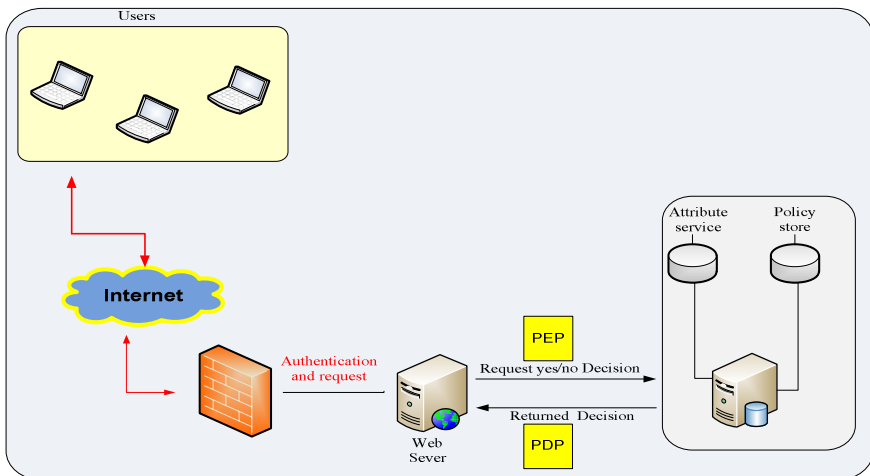 Users
Attribute
service
Policy
store
Internet
PEP
Authentication
and request
Request yes/no Decision
Returned Decision
Web
Sever
PDP